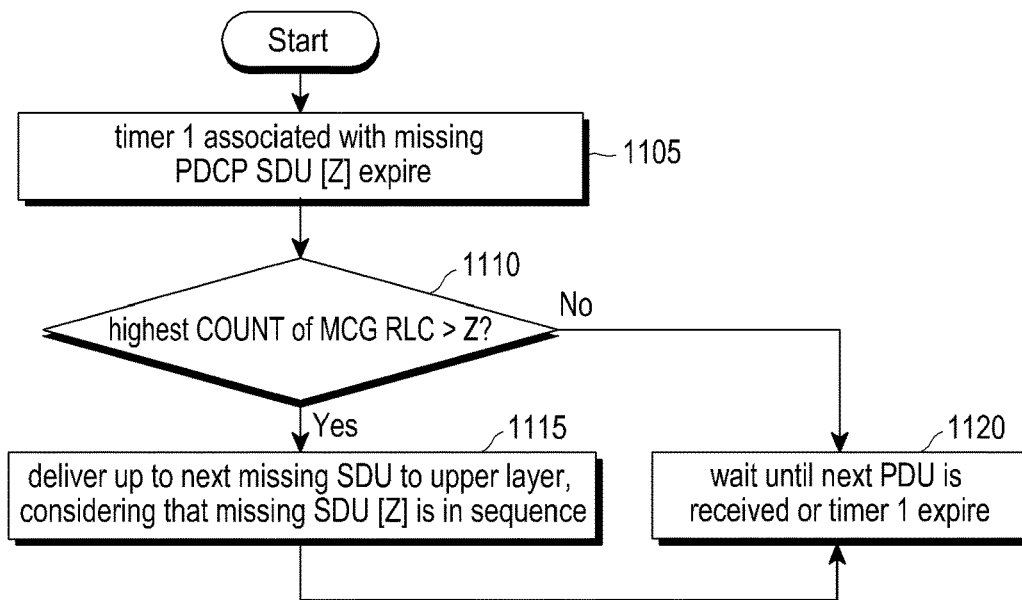 Start
timer 1 associated with missing
PDCP SDU [Z] expire
1105
1110
highest COUNT of MCG RLC > Z?
No
Yes
1115
deliver up to next missing SDU to upper layer,
considering that missing SDU [Z] is in sequence
1120
wait until next PDU is
received or timer 1 expire